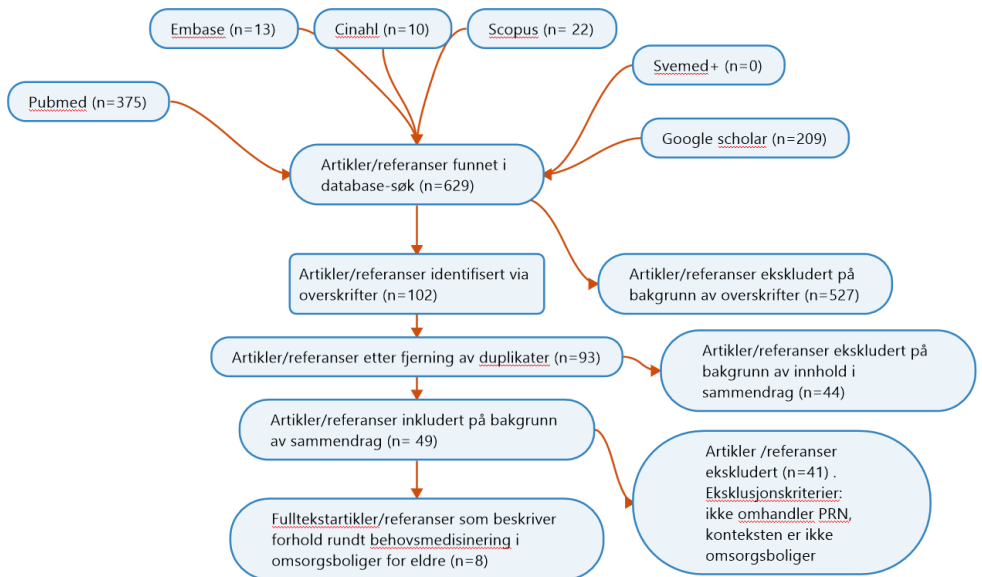 Embase (n=13)
Cinahl (n=10)
Scopus (n= 22)
Svemed+ (n=0)
Pubmed (n=375)
Google scholar (n=209)
Artikler/referanser funnet i
database-søk (n=629)
Artikler/referanser identifisert via
overskrifter (n=102)
Artikler/referanser ekskludert på
bakgrunn av overskrifter (n=527)
Artikler/referanser etter fjerning av duplikater (n=93)
Artikler/referanser ekskludert på
bakgrunn av innhold i
sammendrag (n=44)
Artikler/referanser inkludert på bakgrunn
av sammendrag (n= 49)
Artikler /referanser
ekskludert (n=41) .
Eksklusjonskriterier:
ikke omhandler PRN,
konteksten er ikke
omsorgsboliger
Fulltekstartikler/referanser som beskriver
forhold rundt behovsmedisinering i
omsorgsboliger for eldre (n=8)